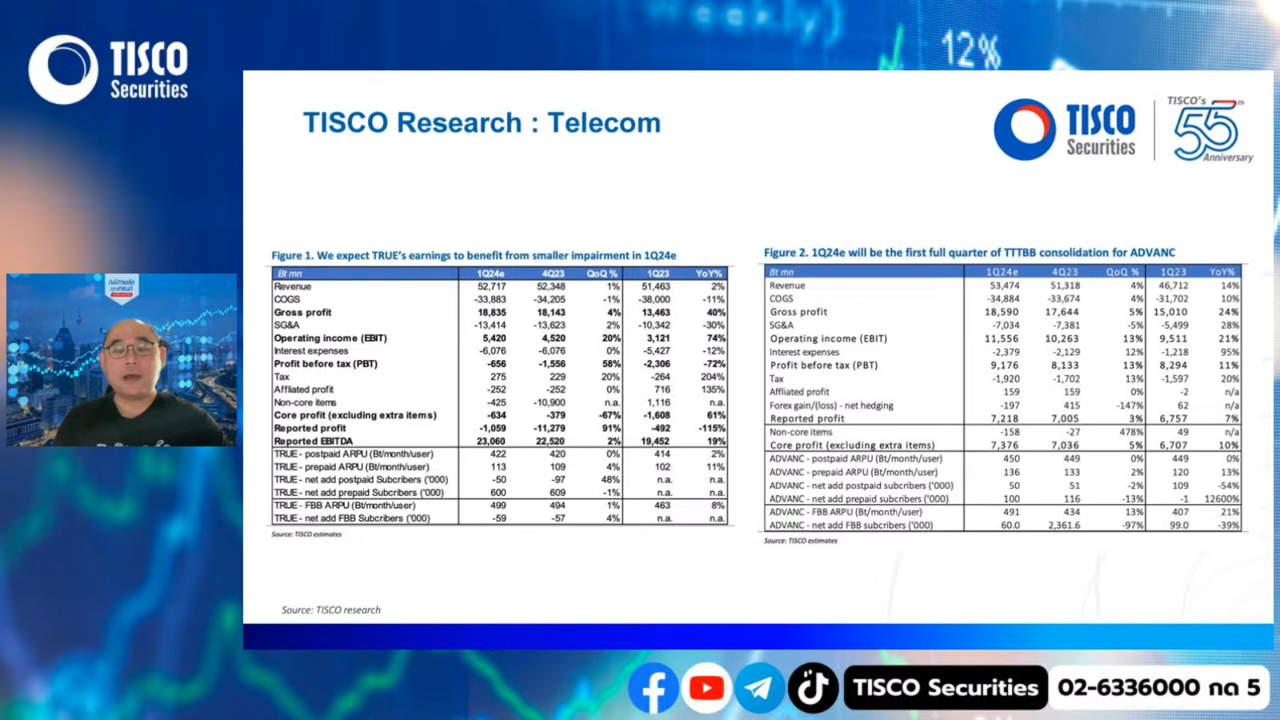 Weekly)
12%
TISCO
Securities
TISCO Research : Telecom
TISCO
Securities
TISCO's
55th
Anniversary
Figure 1. We expect TRUE's earnings to benefit from smaller impairment in 1Q24e
Bt mn 1Q24e 4Q23 QoQ % 1Q23 YoY%
Revenue 52,717 52,348 1% 51,463 2%
COGS -33,883 -34,205 -1% -38,000 -11%
Gross profit 18,835 18,143 4% 13,463 40%
SG&A -13,414 -13,623 2% -10,342 -30%
Operating income (EBIT) 5,420 4,520 20% 3,121 74%
Interest expenses -6,076 -6,076 0% -5,427 -12%
Profit before tax (PBT) -656 -1,556 58% -2,306 -72%
Tax 275 229 20% -264 204%
Affliated profit -252 -252 0% 716 135%
Non-core items -425 -10,900 n.a. 1,116 n.a.
Core profit (excluding extra items) -634 -379 -67% -1,608 61%
Reported profit -1,059 -11,279 91% -492 -115%
Reported EBITDA 23,060 22,520 2% 19,452 19%
TRUE - postpaid ARPU (Bt/month/user) 422 420 0% 414 2%
TRUE - prepaid ARPU (Bt/month/user) 113 109 4% 102 11%
TRUE - net add postpaid Subcribers ('000) -50 -97 48% n.a. n.a.
TRUE - net add prepaid Subcribers ('000) 600 609 -1% n.a. n.a.
TRUE - FBB ARPU (Bt/month/user) 499 494 1% 463 8%
TRUE - net add FBB Subcribers ('000) -59 -57 4% n.a. n.a.
Source: TISCO estimates
Figure 2. 1Q24e will be the first full quarter of TTTBB consolidation for ADVANC
Bt mn 1Q24e 4Q23 QoQ % 1Q23 YoY%
Revenue 53,474 51,318 4% 46,712 14%
COGS -34,884 -33,674 4% -31,702 10%
Gross profit 18,590 17,644 5% 15,010 24%
SG&A -7,034 -7,381 -5% -5,499 28%
Operating income (EBIT) 11,556 10,263 13% 9,511 21%
Interest expenses -2,379 -2,129 12% -1,218 95%
Profit before tax (PBT) 9,176 8,133 13% 8,294 11%
Tax -1,920 -1,702 13% -1,597 20%
Affliated profit 159 159 0% -2 n/a
Forex gain/(loss) - net hedging -197 415 -147% 62 n/a
Reported profit 7,218 7,005 3% 6,757 7%
Non-core items -158 -27 478% 49 n/a
Core profit (excluding extra items) 7,376 7,036 5% 6,707 10%
ADVANC - postpaid ARPU (Bt/month/user) 450 449 0% 449 0%
ADVANC - prepaid ARPU (Bt/month/user) 136 133 2% 120 13%
ADVANC - net add postpaid subcribers ('000) 50 51 -2% 109 -54%
ADVANC - net add prepaid subcribers ('000) 100 116 -13% -1 12600%
ADVANC - FBB ARPU (Bt/month/user) 491 434 13% 407 21%
ADVANC - net add FBB subcribers ('000) 60.0 2,361.6 -97% 99.0 -39%
Source: TISCO estimates
Source: TISCO research
TISCO Securities 02-6336000 กด 5